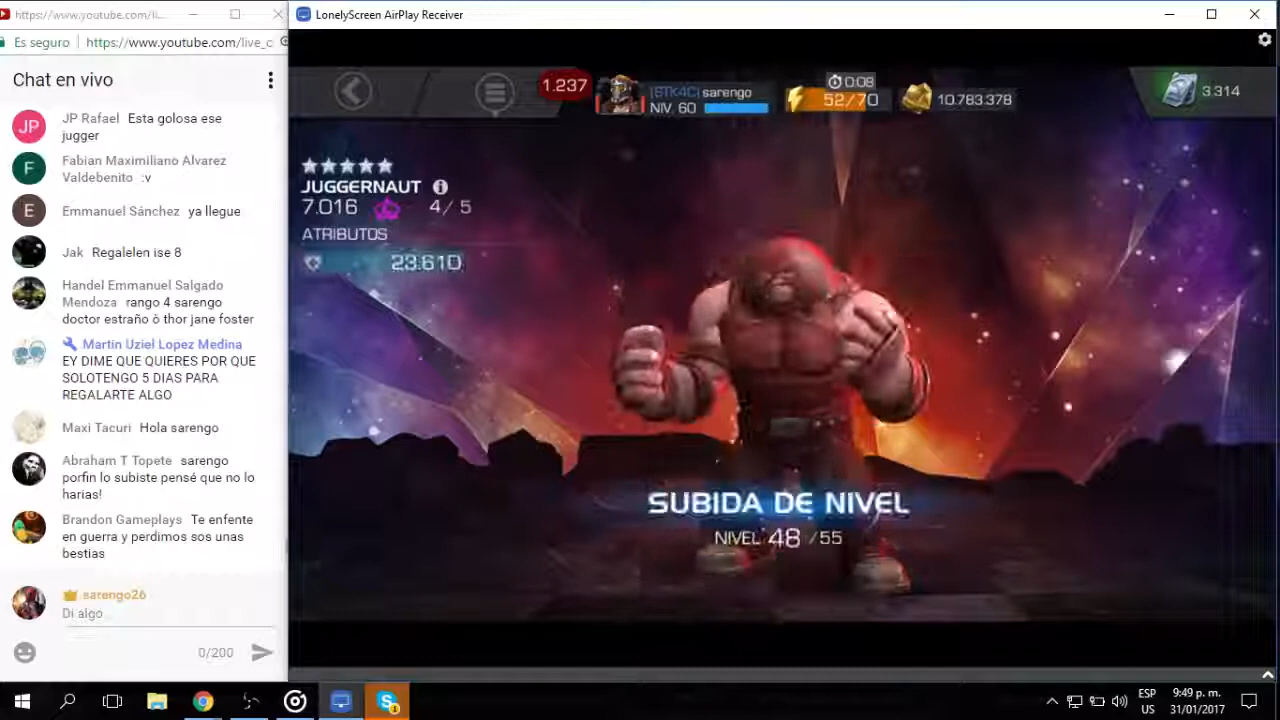 https://www.youtube.com/li...
LonelyScreen AirPlay Receiver
Es seguro
https://www.youtube.com/live_c
Chat en vivo
JP
JP Rafael Esta golosa ese
jugger
F
Fabian Maximiliano Alvarez
Valdebenito :v
E
Emmanuel Sánchez ya llegue
Jak Regalelen ise 8
Handel Emmanuel Salgado
Mendoza rango 4 sarengo
doctor estraño ò thor jane foster
Martin Uziel Lopez Medina
EY DIME QUE QUIERES POR QUE
SOLOTENGO 5 DIAS PARA
REGALARTE ALGO
Maxi Tacuri Hola sarengo
Abraham T Topete sarengo
porfin lo subiste pensé que no lo
harias!
Brandon Gameplays Te enfente
en guerra y perdimos sos unas
bestias
sarengo26
Di algo...
0/200
1.237
[STK4C] sarengo
NIV. 60
0:08
52/70
10.783.378
3.314
JUGGERNAUT
7.016 4/5
ATRIBUTOS
23.610
SUBIDA DE NIVEL
NIVEL 48 /55
ESP
US
9:49 p. m.
31/01/2017